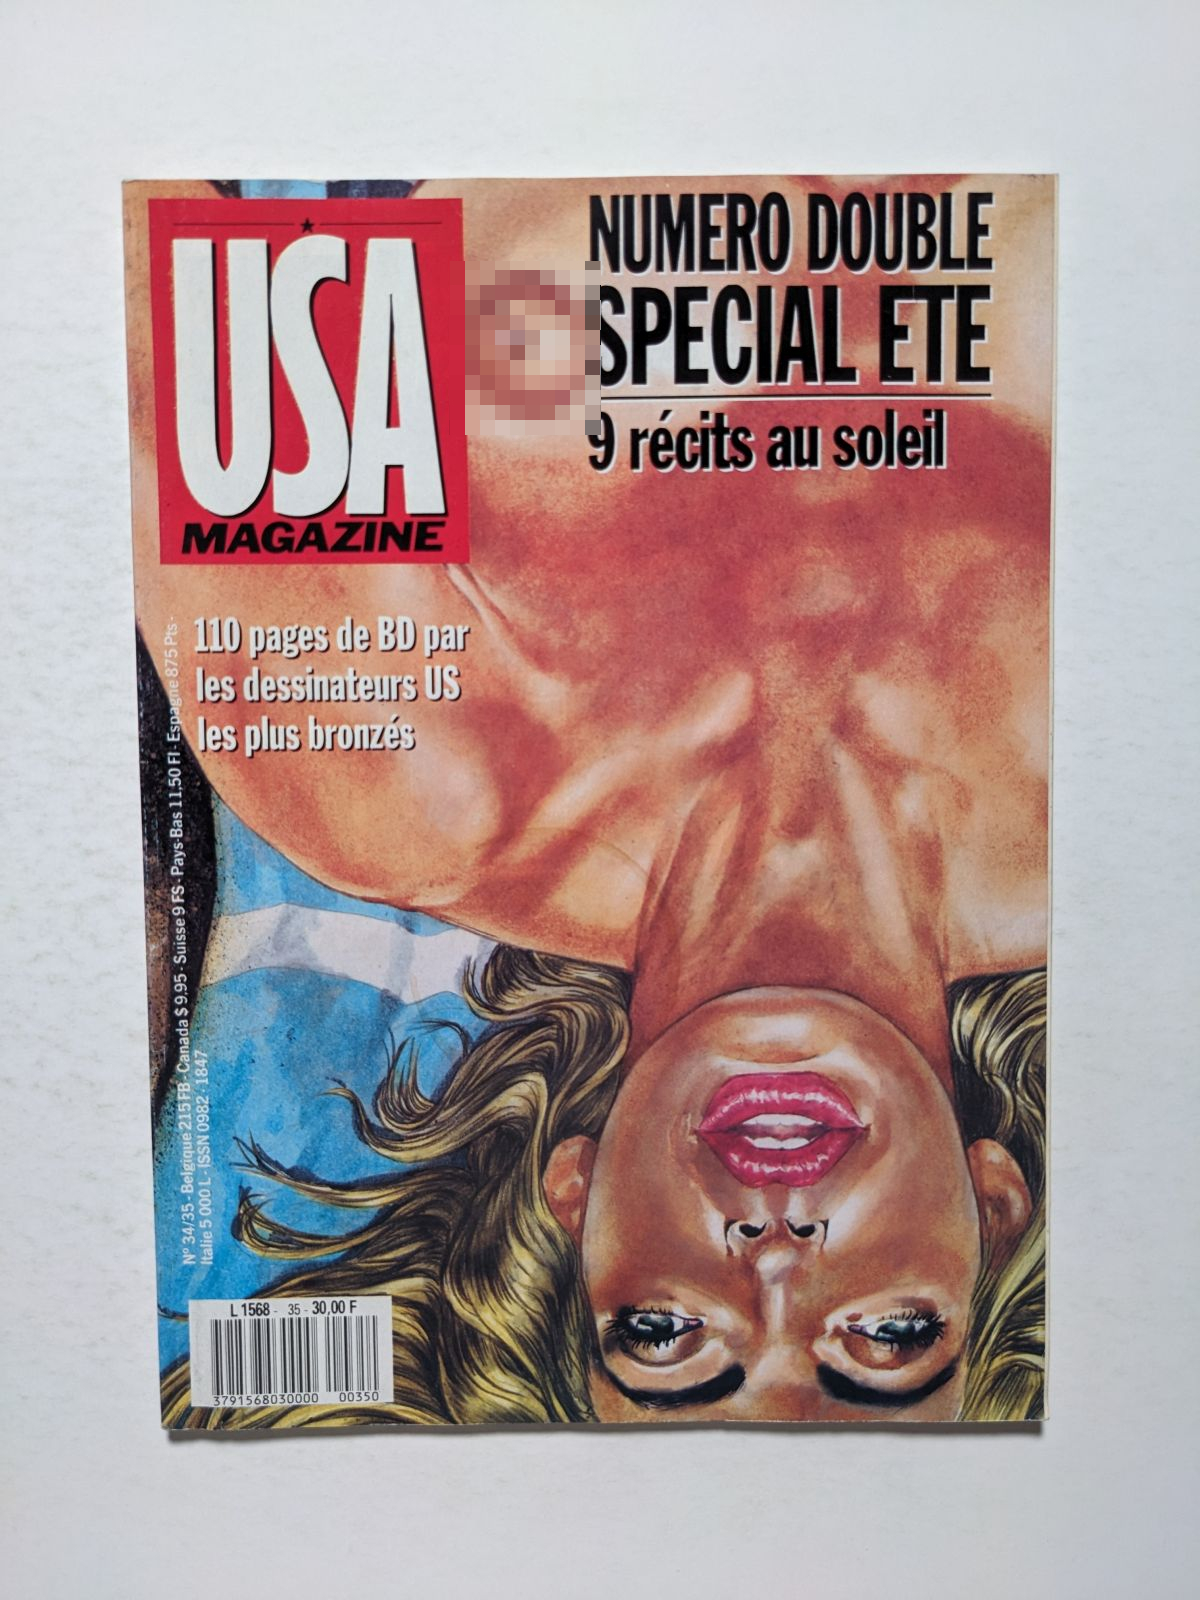 USA
MAGAZINE
NUMERO DOUBLE
SPECIAL ETE
9 récits au soleil
110 pages de BD par
les dessinateurs US
les plus bronzés
N° 34/35 - Belgique 215 FB - Canada $ 9,95 - Suisse 9 FS - Pays-Bas 11,50 Fl - Espagne 875 Pts -
Italie 5 000 L - ISSN 0982 - 1847
L 1568 - 35 - 30,00 F
3791568030000 00350